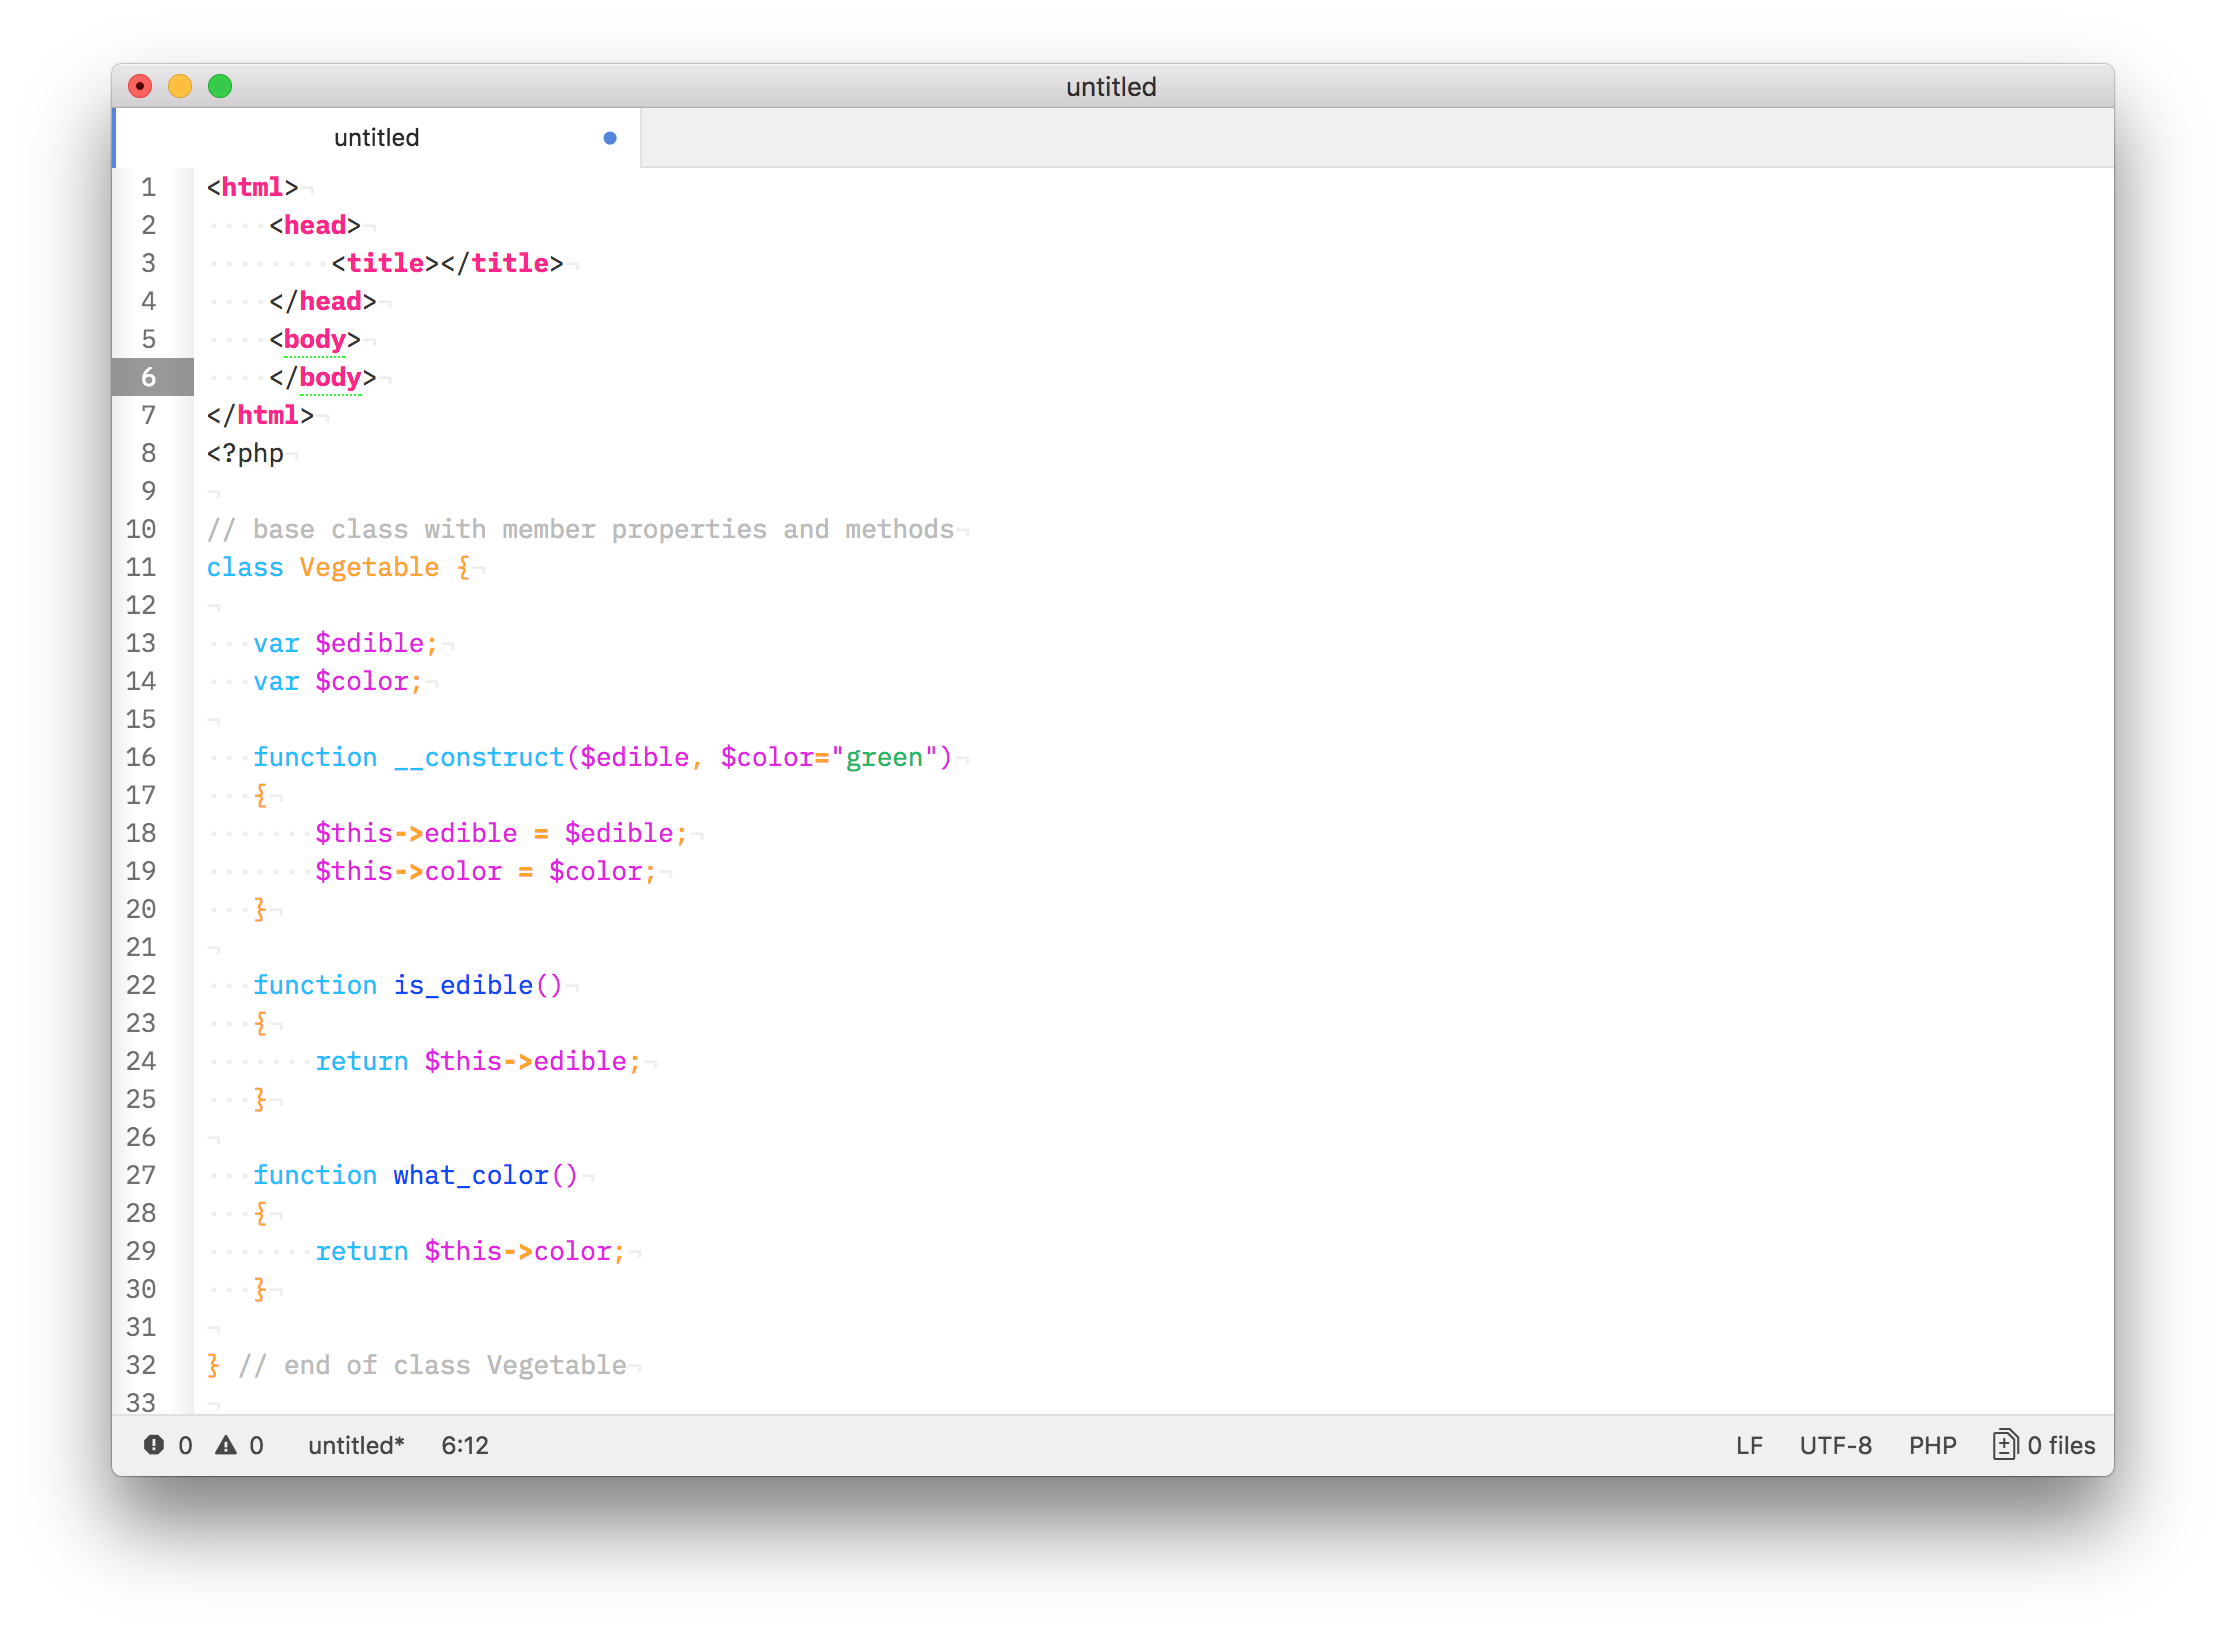 untitled
untitled
1 <html>
2     <head>
3         <title></title>
4     </head>
5     <body>
6     </body>
7 </html>
8 <?php
9
10 // base class with member properties and methods
11 class Vegetable {
12
13    var $edible;
14    var $color;
15
16    function __construct($edible, $color="green")
17    {
18        $this->edible = $edible;
19        $this->color = $color;
20    }
21
22    function is_edible()
23    {
24        return $this->edible;
25    }
26
27    function what_color()
28    {
29        return $this->color;
30    }
31
32 } // end of class Vegetable
33
0 0 untitled* 6:12 LF UTF-8 PHP 0 files